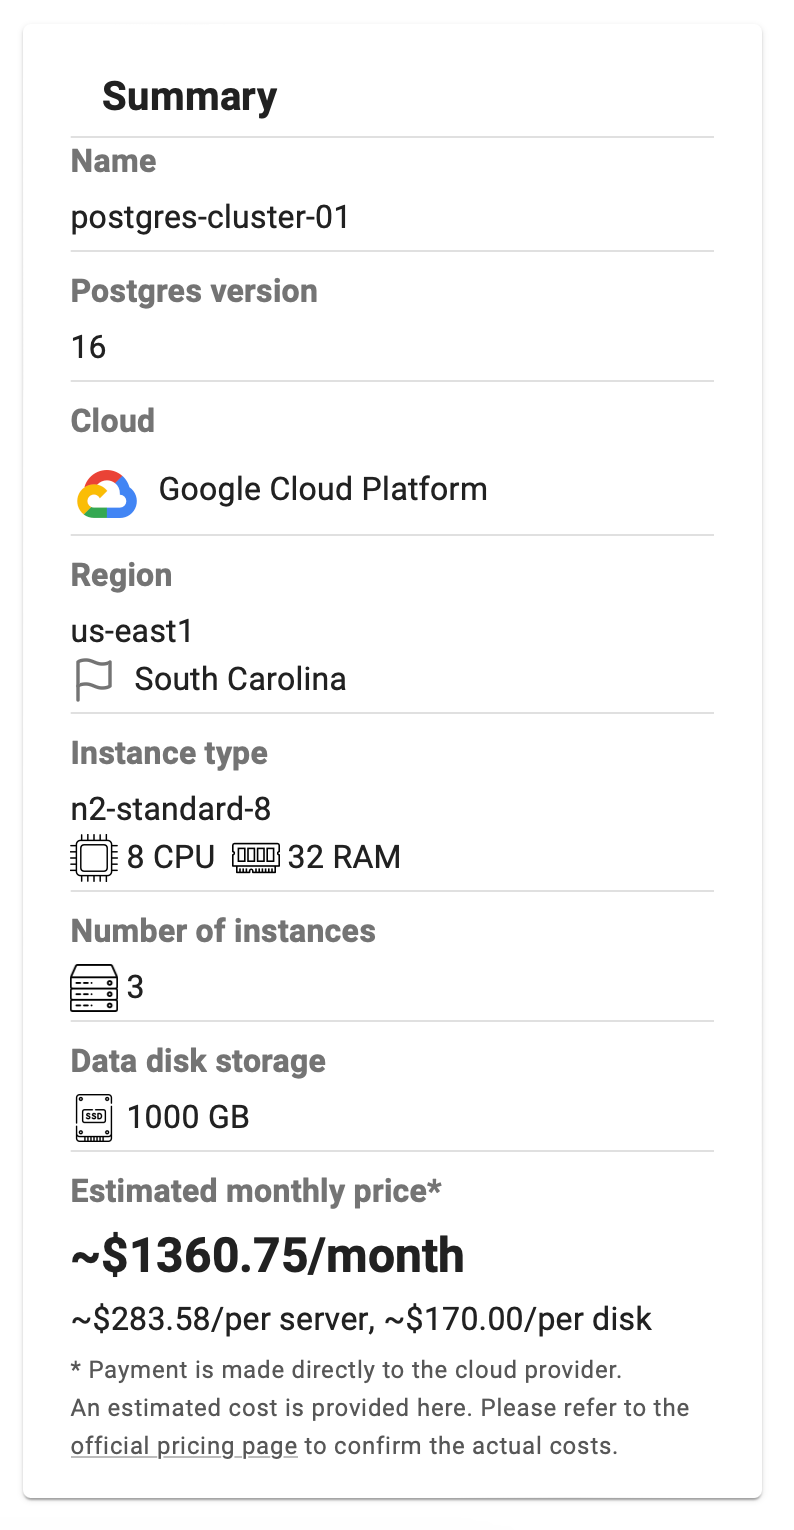 Summary
Name
postgres-cluster-01
Postgres version
16
Cloud
Google Cloud Platform
Region
us-east1
South Carolina
Instance type
n2-standard-8
8 CPU 32 RAM
Number of instances
3
Data disk storage
SSD 1000 GB
Estimated monthly price*
~$1360.75/month
~$283.58/per server, ~$170.00/per disk
* Payment is made directly to the cloud provider.
An estimated cost is provided here. Please refer to the
official pricing page to confirm the actual costs.